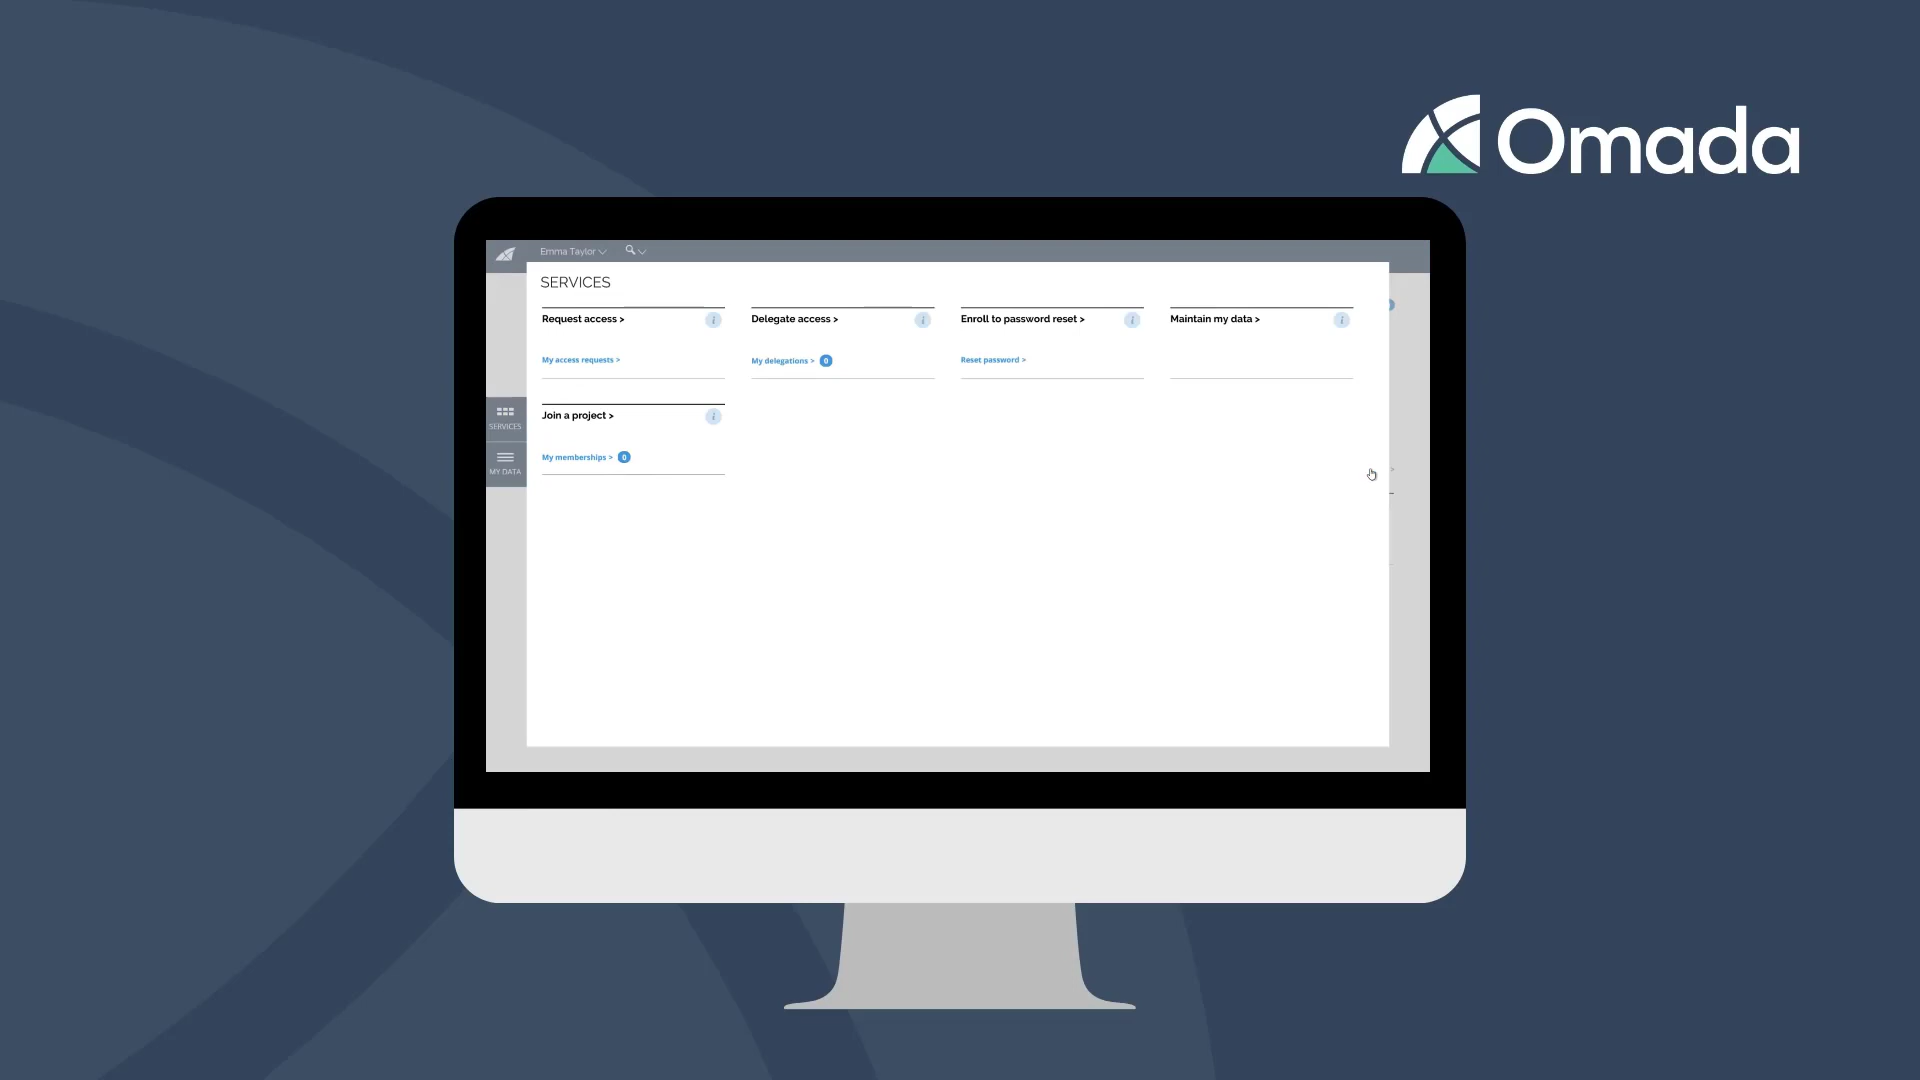 Omada
Emma Taylor
SERVICES
Request access >
Delegate access >
Enroll to password reset >
Maintain my data >
My access requests >
My delegations > 0
Reset password >
Join a project >
My memberships > 0
SERVICES
MY DATA